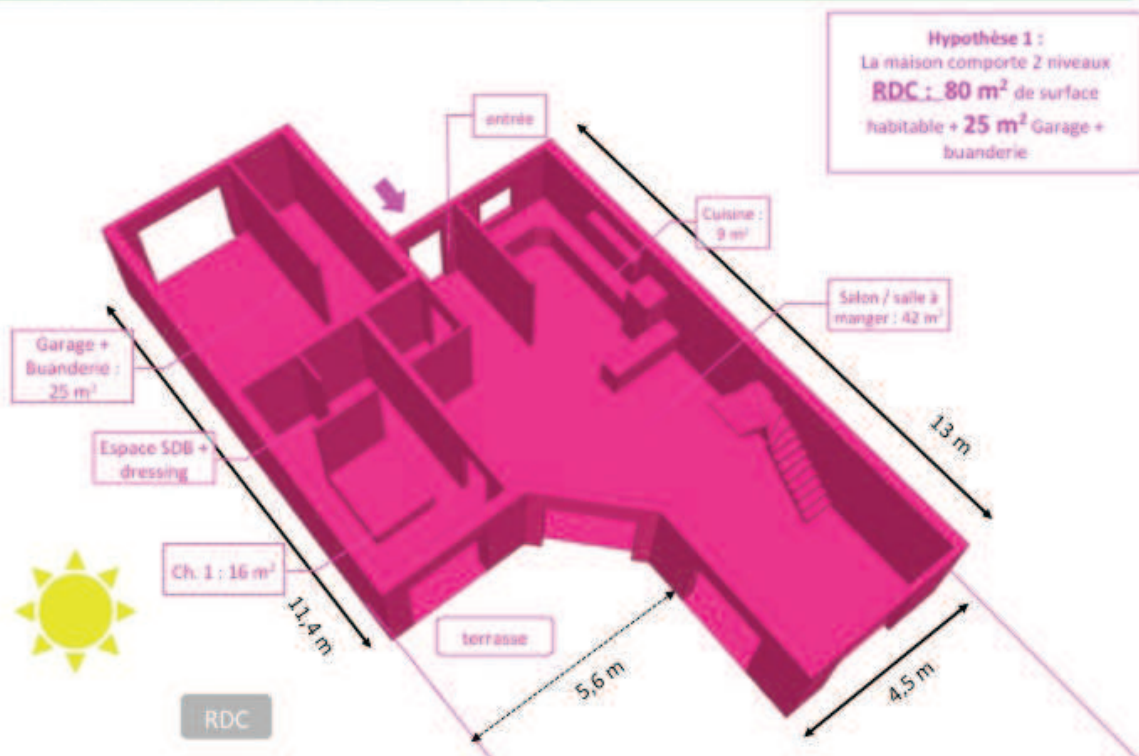 Hypothèse 1 :
La maison comporte 2 niveaux
RDC : 80 m² de surface
habitable + 25 m² Garage +
buanderie
entrée
Cuisine :
9 m²
Salon / salle à
manger : 42 m²
Garage +
Buanderie :
25 m²
13 m
Espace SDB +
dressing
Ch. 1 : 16 m²
11,4 m
terrasse
5,6 m
4,5 m
RDC